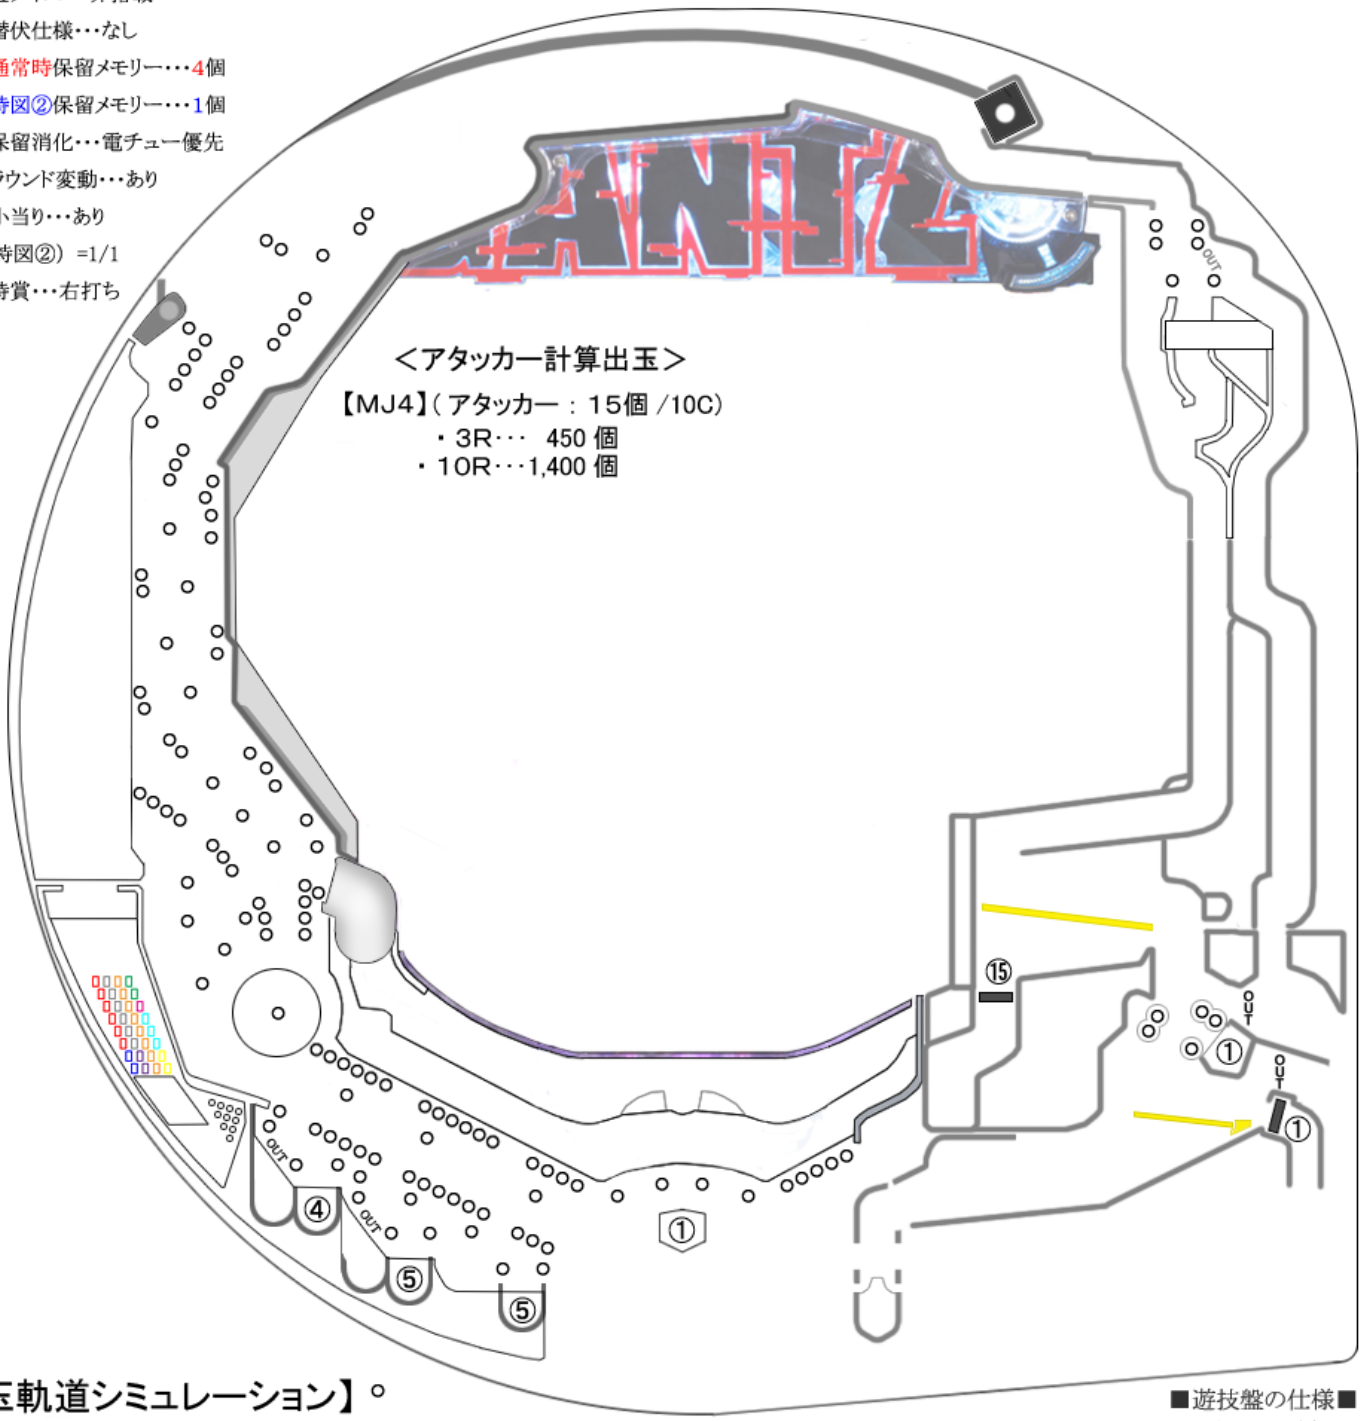 替伏仕様・・・なし
通常時保留メモリー・・・4個
特図②保留メモリー・・・1個
保留消化・・・電チュー優先
ラウンド変動・・・あり
小当り・・・あり
特図②）=1/1
特賞・・・右打ち
OUT
＜アタッカー計算出玉＞
【MJ4】（ アタッカー ： 15個 /10C）
・3R・・・ 450 個
・10R・・・1,400 個
⑮
OUT
①
OUT
①
OUT
④
OUT
⑤
⑤
①
玉軌道シミュレーション】
■遊技盤の仕様■